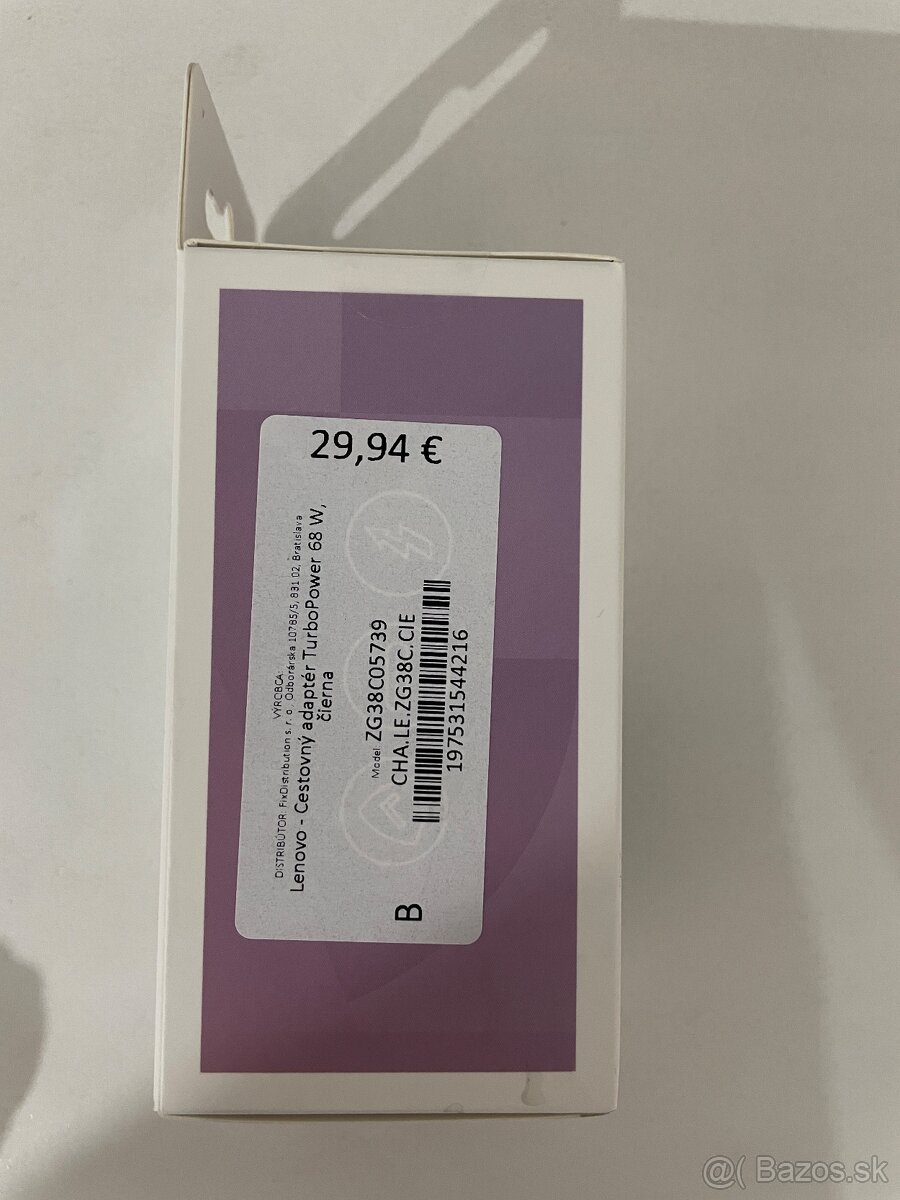 29,94 €
VÝROBCA:
DISTRIBÚTOR: FixDistribution s. r. o., Odborárska 10785/5, 831 02, Bratislava
Lenovo - Cestovný adaptér TurboPower 68 W,
čierna
Model: ZG38C05739
CHA.LE.ZG38C.CIE
197531544216
B
@( Bazos.sk